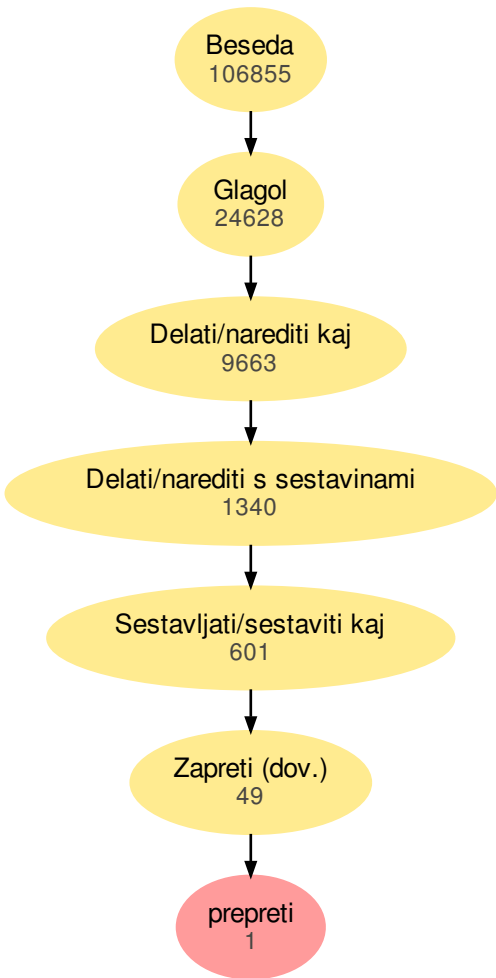 Beseda
106855
Glagol
24628
Delati/narediti kaj
9663
Delati/narediti s sestavinami
1340
Sestavljati/sestaviti kaj
601
Zapreti (dov.)
49
prepreti
1